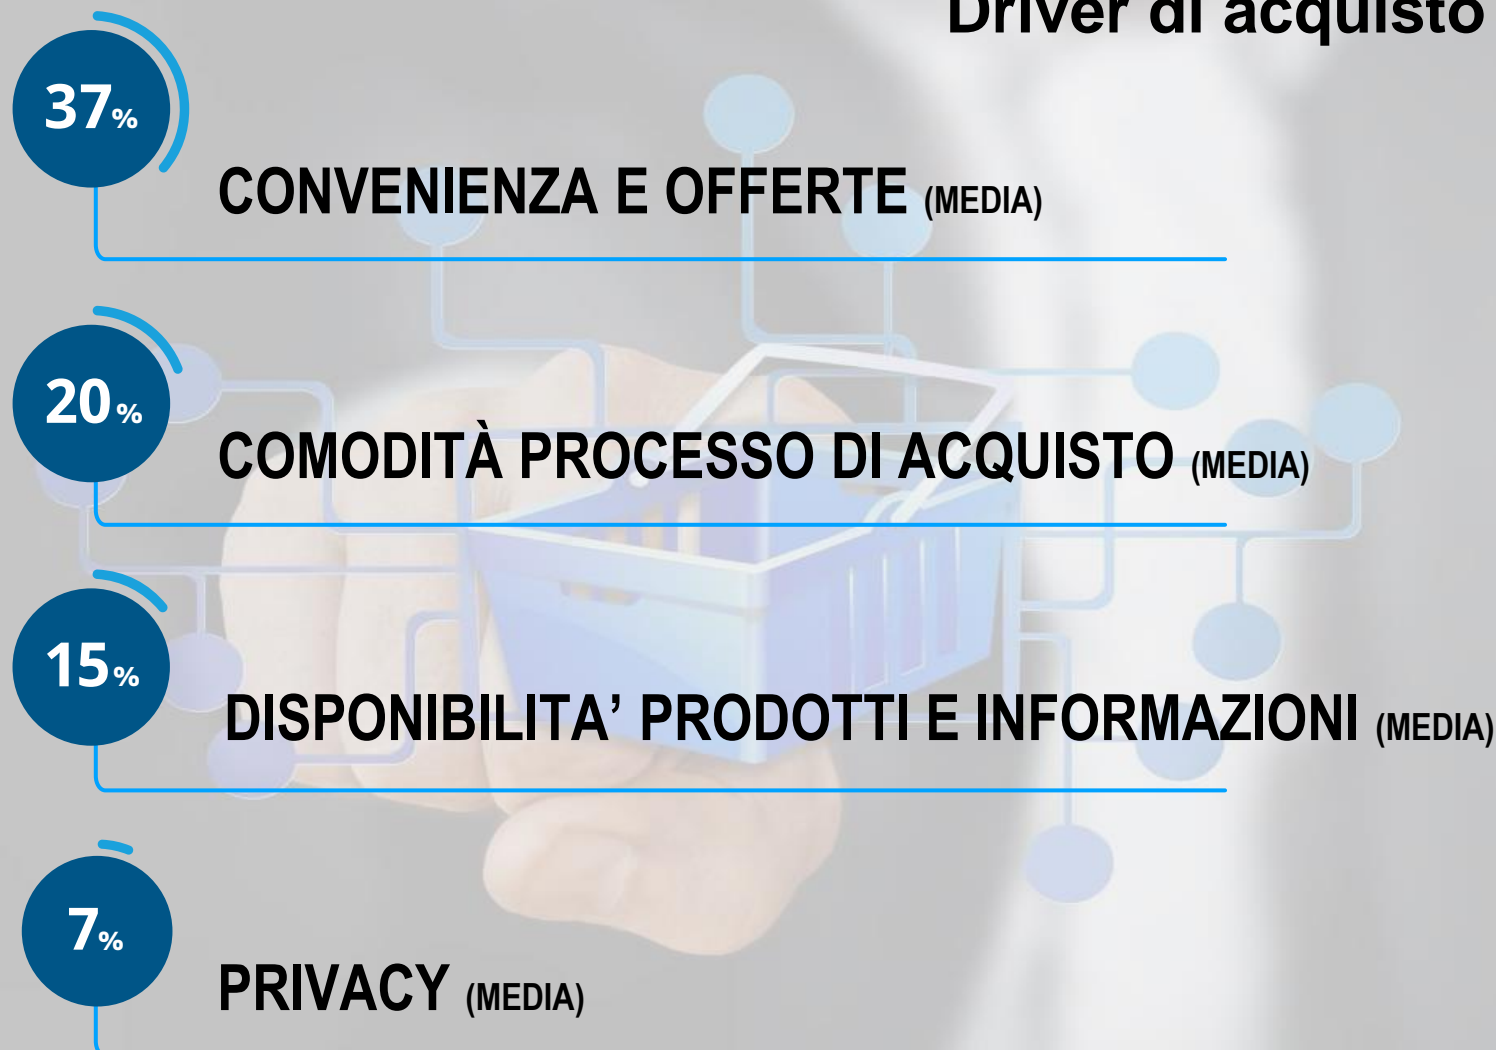 Driver di acquisto
37%
CONVENIENZA E OFFERTE (MEDIA)
20%
COMODITÀ PROCESSO DI ACQUISTO (MEDIA)
15%
DISPONIBILITA’ PRODOTTI E INFORMAZIONI (MEDIA)
7%
PRIVACY (MEDIA)